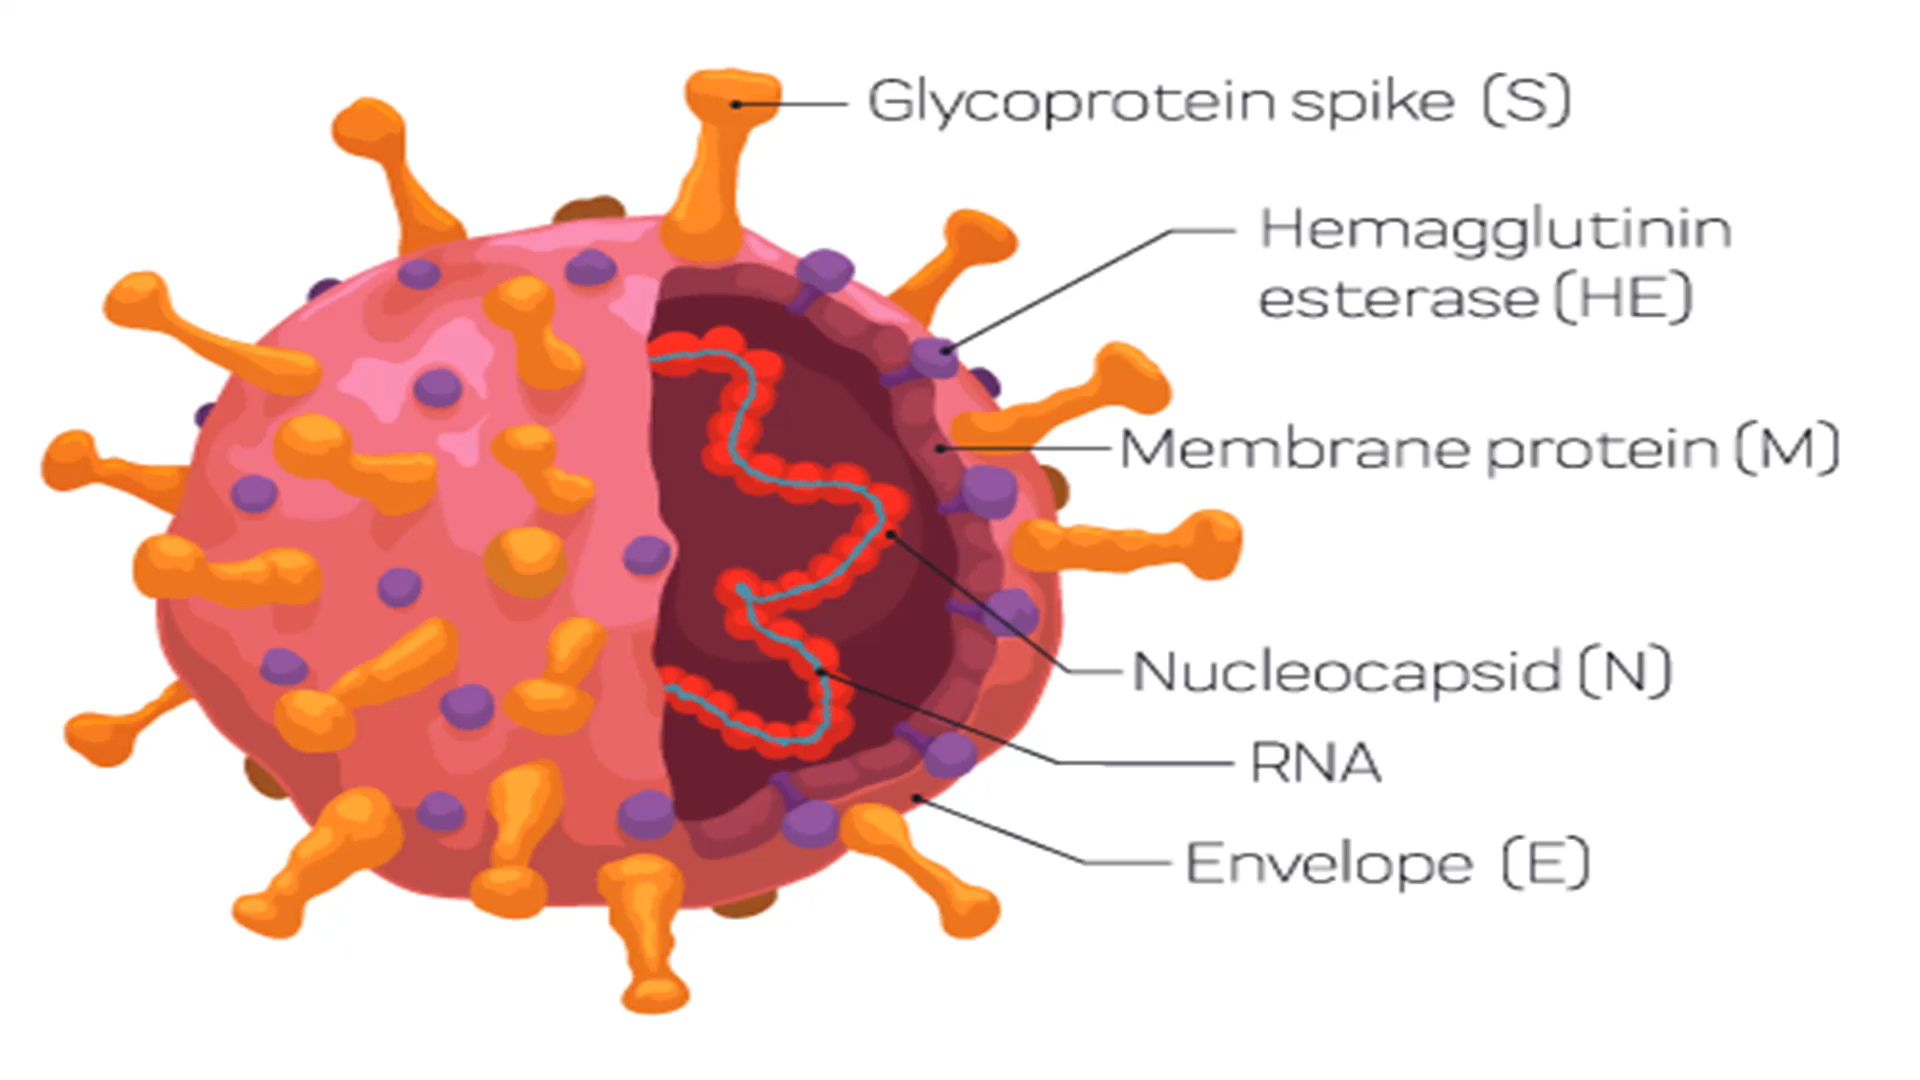 Glycoprotein spike (S)
Hemagglutinin
esterase (HE)
Membrane protein (M)
Nucleocapsid (N)
RNA
Envelope (E)